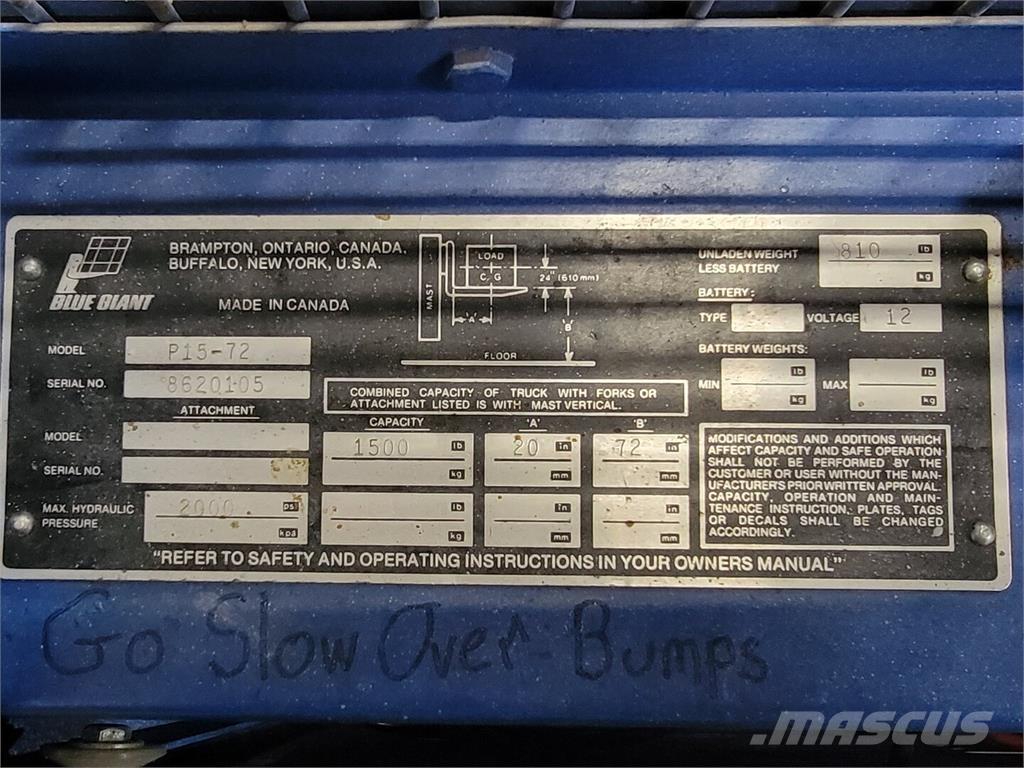 BLUE GIANT
BRAMPTON, ONTARIO, CANADA.
BUFFALO, NEW YORK, U.S.A.
MADE IN CANADA
MODEL P15-72
SERIAL NO. 8620105
ATTACHMENT
MODEL
SERIAL NO.
MAX. HYDRAULIC PRESSURE 2000 psi
kpa
MAST
LOAD
C.G
24" (610mm)
'A'
'B'
FLOOR
COMBINED CAPACITY OF TRUCK WITH FORKS OR
ATTACHMENT LISTED IS WITH MAST VERTICAL.
CAPACITY 'A' 'B'
1500 lb 20 in 72 in
kg mm mm
lb in in
kg mm mm
UNLADEN WEIGHT
LESS BATTERY
810 lb
kg
BATTERY:
TYPE VOLTAGE 12
BATTERY WEIGHTS:
MIN lb MAX lb
kg kg
MODIFICATIONS AND ADDITIONS WHICH
AFFECT CAPACITY AND SAFE OPERATION
SHALL NOT BE PERFORMED BY THE
CUSTOMER OR USER WITHOUT THE MAN-
UFACTURERS PRIOR WRITTEN APPROVAL
CAPACITY, OPERATION AND MAIN-
TENANCE INSTRUCTION, PLATES, TAGS
OR DECALS SHALL BE CHANGED
ACCORDINGLY.
"REFER TO SAFETY AND OPERATING INSTRUCTIONS IN YOUR OWNERS MANUAL"
Go Slow Over Bumps
MASCUS